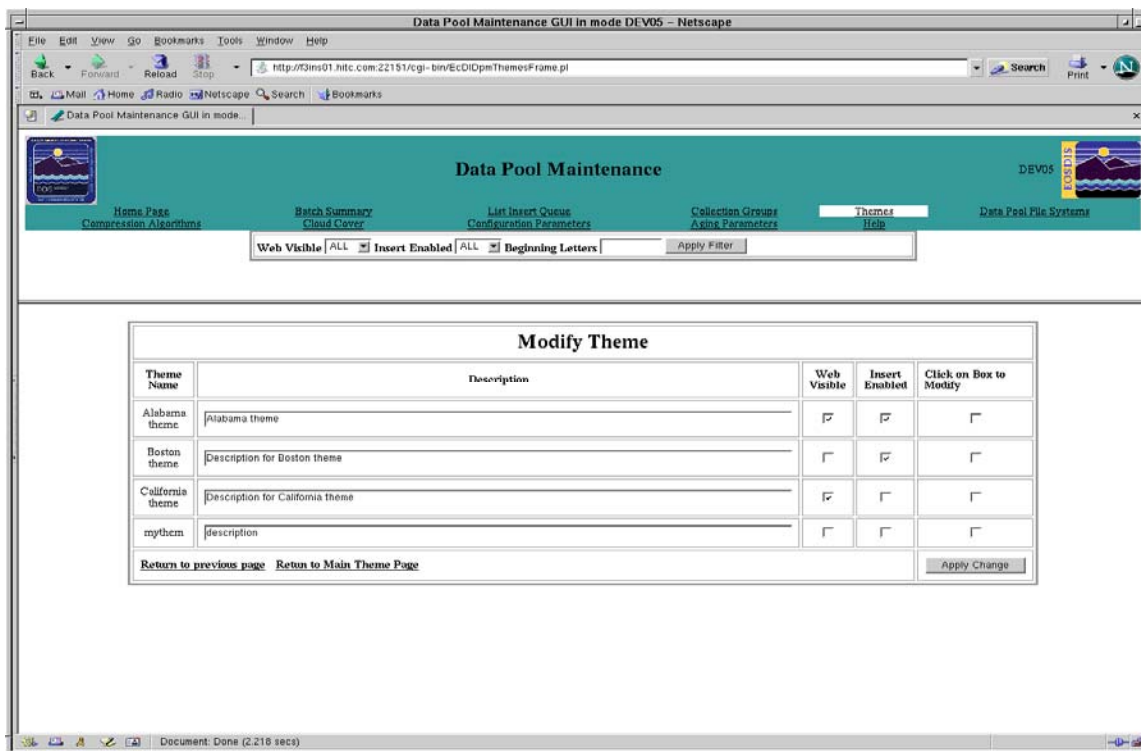 Data Pool Maintenance GUI in mode DEV05 – Netscape
File Edit View Go Bookmarks Tools Window Help
Back Forward Reload Stop http://f3ins01.hitc.com:22151/cgi-bin/EcDlDpmThemesFrame.pl Search Print N
Mail Home Radio Netscape Search Bookmarks
Data Pool Maintenance GUI in mode...
EOS Data Pool Maintenance DEV05 EOSDIS
Home Page Batch Summary List Insert Queue Collection Groups Themes Data Pool File Systems
Compression Algorithms Cloud Cover Configuration Parameters Aging Parameters Help
Web Visible ALL Insert Enabled ALL Beginning Letters Apply Filter
Modify Theme
Theme Name Description Web Visible Insert Enabled Click on Box to Modify
Alabama theme Alabama theme
Boston theme Description for Boston theme
California theme Description for California theme
mythem description
Return to previous page Retun to Main Theme Page Apply Change
Document: Done (2.218 secs)